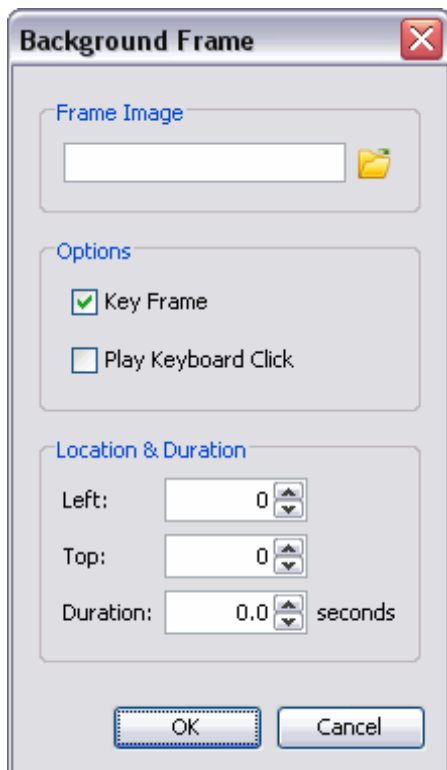 Background Frame
Frame Image
Options
Key Frame
Play Keyboard Click
Location & Duration
Left: 0
Top: 0
Duration: 0.0 seconds
OK Cancel